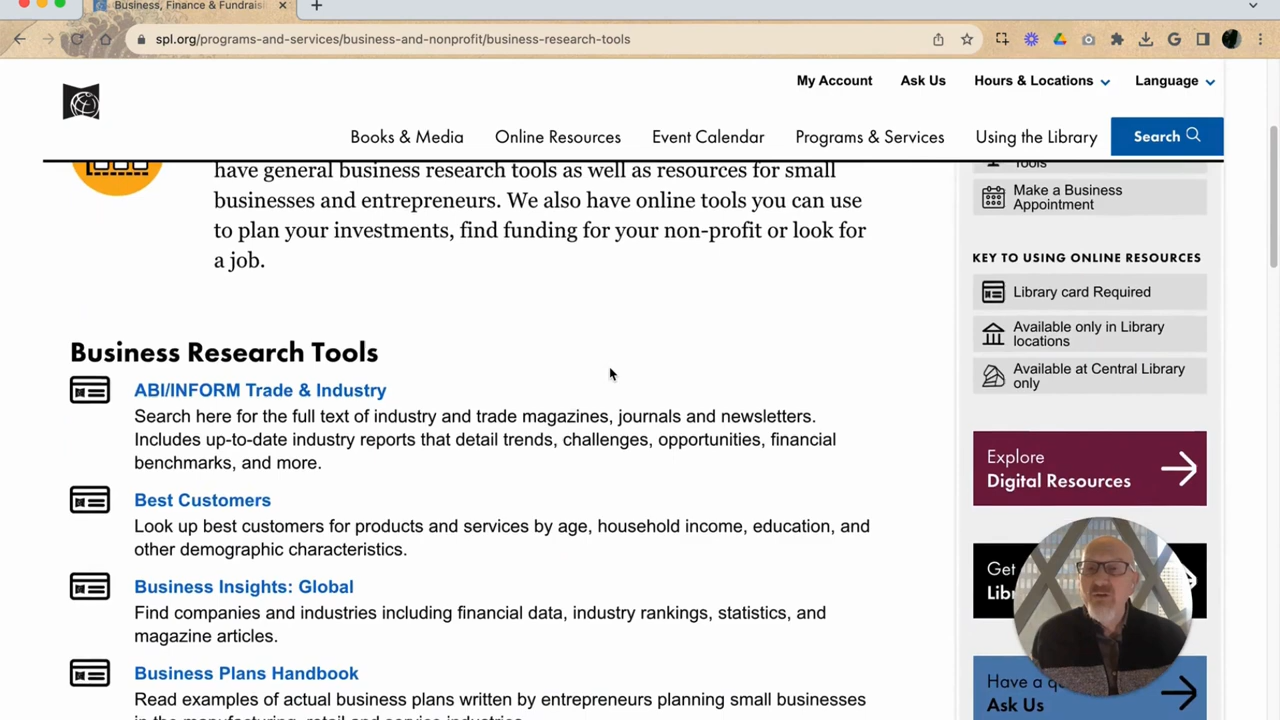 Business, Finance & Fundrais
spl.org/programs-and-services/business-and-nonprofit/business-research-tools
My Account
Ask Us
Hours & Locations
Language
Books & Media
Online Resources
Event Calendar
Programs & Services
Using the Library
Search
have general business research tools as well as resources for small
businesses and entrepreneurs. We also have online tools you can use
to plan your investments, find funding for your non-profit or look for
a job.
Business Research Tools
ABI/INFORM Trade & Industry
Search here for the full text of industry and trade magazines, journals and newsletters.
Includes up-to-date industry reports that detail trends, challenges, opportunities, financial
benchmarks, and more.
Best Customers
Look up best customers for products and services by age, household income, education, and
other demographic characteristics.
Business Insights: Global
Find companies and industries including financial data, industry rankings, statistics, and
magazine articles.
Business Plans Handbook
Read examples of actual business plans written by entrepreneurs planning small businesses
in the manufacturing, retail and service industries.
Tools
Make a Business
Appointment
KEY TO USING ONLINE RESOURCES
Library card Required
Available only in Library
locations
Available at Central Library
only
Explore
Digital Resources
Get
Libr
Have a qu
Ask Us